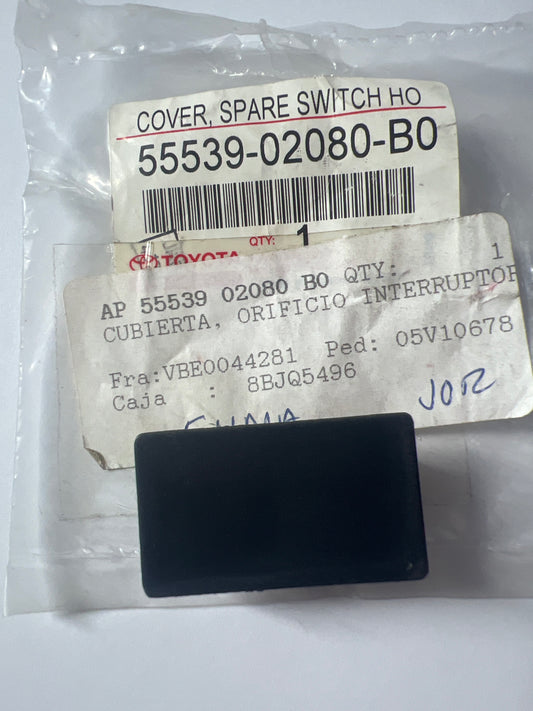 COVER, SPARE SWITCH HO
55539-02080-B0
QTY: 1
TOYOTA
AP 55539 02080 B0 QTY: 1
CUBIERTA, ORIFICIO INTERRUPTOR
Fra:VBE0044281 Ped: 05V10678
Caja : 8BJQ5496
JOR